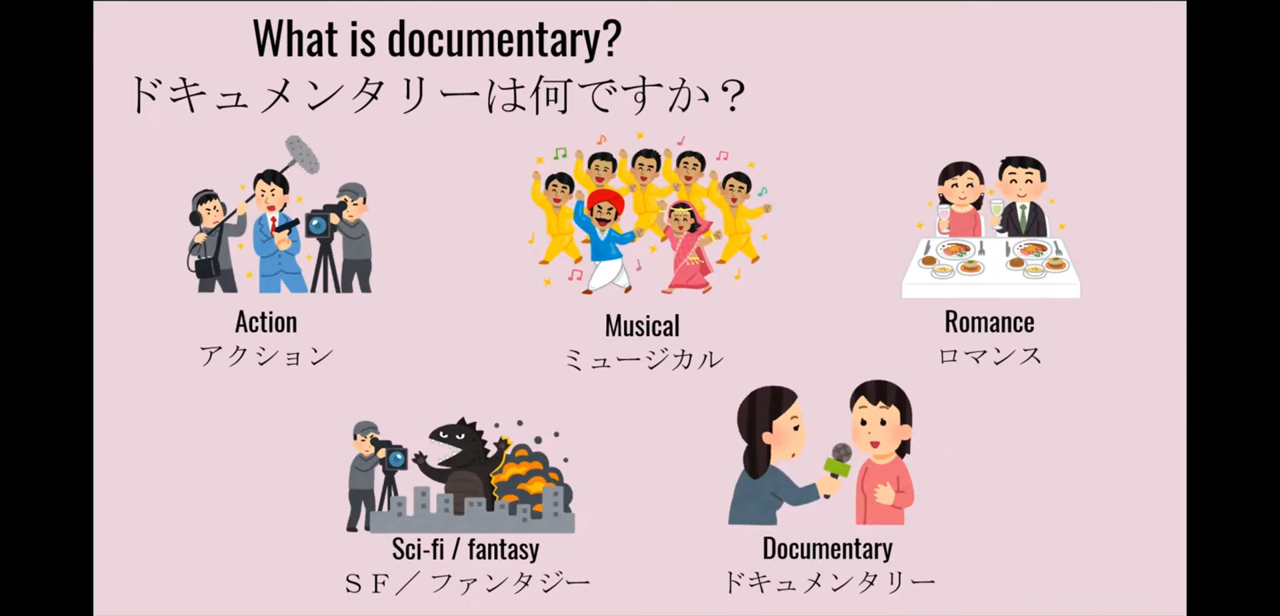 What is documentary?
ドキュメンタリーは何ですか？
Action
アクション
Musical
ミュージカル
Romance
ロマンス
Sci-fi / fantasy
ＳＦ／ファンタジー
Documentary
ドキュメンタリー